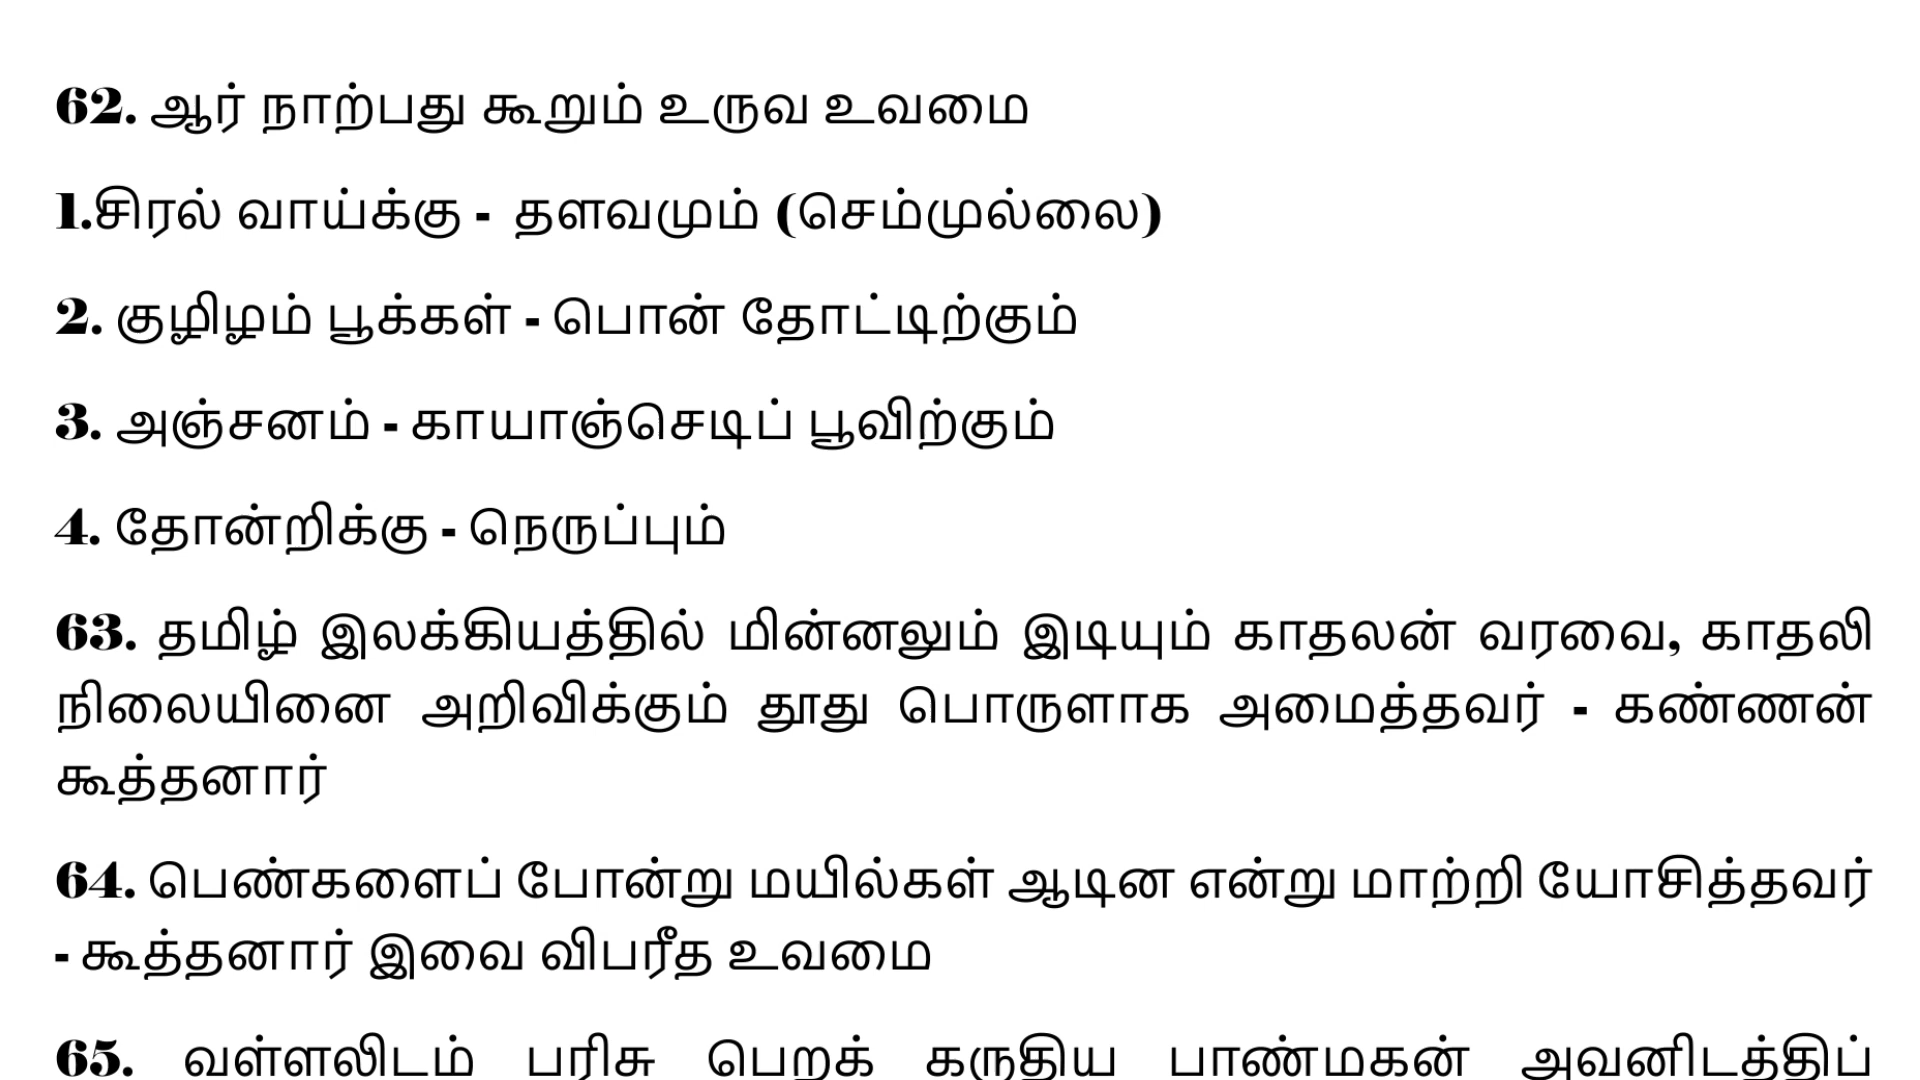 62. ஆர் நாற்பது கூறும் உருவ உவமை
1.சிரல் வாய்க்கு - தளவமும் (செம்முல்லை)
2. குழிழம் பூக்கள் - பொன் தோட்டிற்கும்
3. அஞ்சனம் - காயாஞ்செடிப் பூவிற்கும்
4. தோன்றிக்கு - நெருப்பும்
63. தமிழ் இலக்கியத்தில் மின்னலும் இடியும் காதலன் வரவை, காதலி
நிலையினை அறிவிக்கும் தூது பொருளாக அமைத்தவர் - கண்ணன்
கூத்தனார்
64. பெண்களைப் போன்று மயில்கள் ஆடின என்று மாற்றி யோசித்தவர்
- கூத்தனார் இவை விபரீத உவமை
65. வள்ளலிடம் பரிசு பெறக் கருதிய பாண்மகன் அவனிடத்திப்